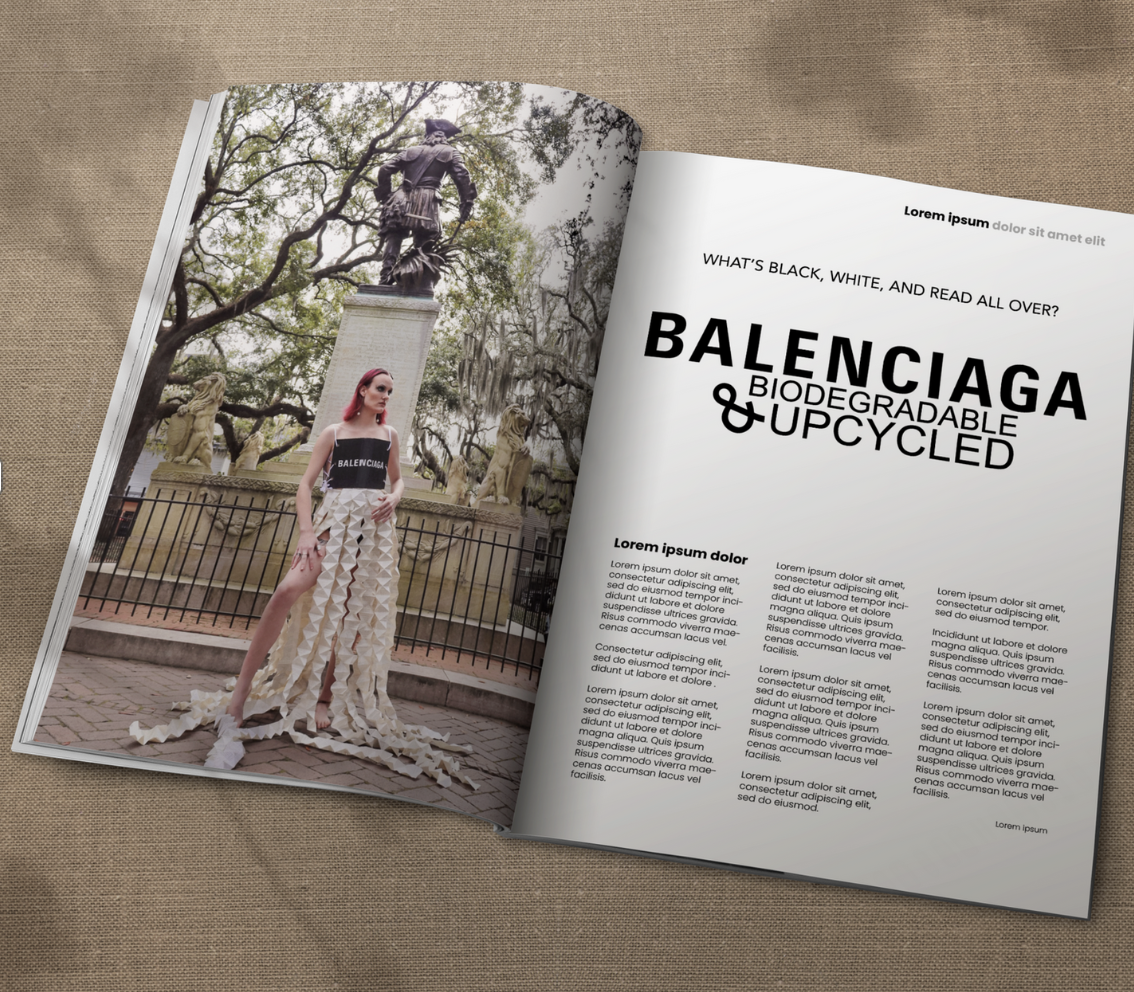 BALENCIAGA
Lorem ipsum dolor sit amet elit
WHAT'S BLACK, WHITE, AND READ ALL OVER?
BALENCIAGA
BIODEGRADABLE
& UPCYCLED
Lorem ipsum dolor
Lorem ipsum dolor sit amet,
consectetur adipiscing elit,
sed do eiusmod tempor inci-
didunt ut labore et dolore
magna aliqua. Quis ipsum
suspendisse ultrices gravida.
Risus commodo viverra mae-
cenas accumsan lacus vel.
Consectetur adipiscing elit,
sed do eiusmod tempor inci-
didunt ut labore et dolore .
Lorem ipsum dolor sit amet,
consectetur adipiscing elit,
sed do eiusmod tempor inci-
didunt ut labore et dolore
magna aliqua. Quis ipsum
suspendisse ultrices gravida.
Risus commodo viverra mae-
cenas accumsan lacus vel
facilisis.
Lorem ipsum dolor sit amet,
consectetur adipiscing elit,
sed do eiusmod tempor inci-
didunt ut labore et dolore
magna aliqua. Quis ipsum
suspendisse ultrices gravida.
Risus commodo viverra mae-
cenas accumsan lacus vel
facilisis.
Lorem ipsum dolor sit amet,
consectetur adipiscing elit,
sed do eiusmod tempor inci-
didunt ut labore et dolore
magna aliqua. Quis ipsum
suspendisse ultrices gravida.
Risus commodo viverra mae-
cenas accumsan lacus vel
facilisis.
Lorem ipsum dolor sit amet,
consectetur adipiscing elit,
sed do eiusmod.
Lorem ipsum dolor sit amet,
consectetur adipiscing elit,
sed do eiusmod tempor.
Incididunt ut labore et dolore
magna aliqua. Quis ipsum
suspendisse ultrices gravida.
Risus commodo viverra mae-
cenas accumsan lacus vel
facilisis.
Lorem ipsum dolor sit amet,
consectetur adipiscing elit,
sed do eiusmod tempor inci-
didunt ut labore et dolore
magna aliqua. Quis ipsum
suspendisse ultrices gravida.
Risus commodo viverra mae-
cenas accumsan lacus vel
facilisis.
Lorem ipsum